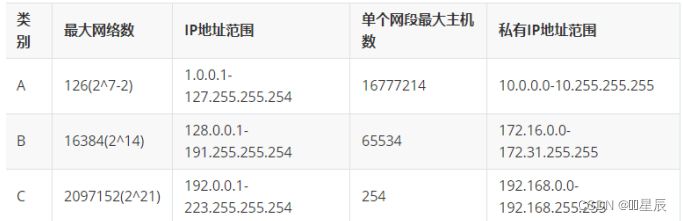 类别 最大网络数 IP地址范围 单个网段最大主机数 私有IP地址范围
A 126(2^7-2) 1.0.0.1-127.255.255.254 16777214 10.0.0.0-10.255.255.255
B 16384(2^14) 128.0.0.1-191.255.255.254 65534 172.16.0.0-172.31.255.255
C 2097152(2^21) 192.0.0.1-223.255.255.254 254 192.168.0.0-192.168.255.255
CSDN @星辰